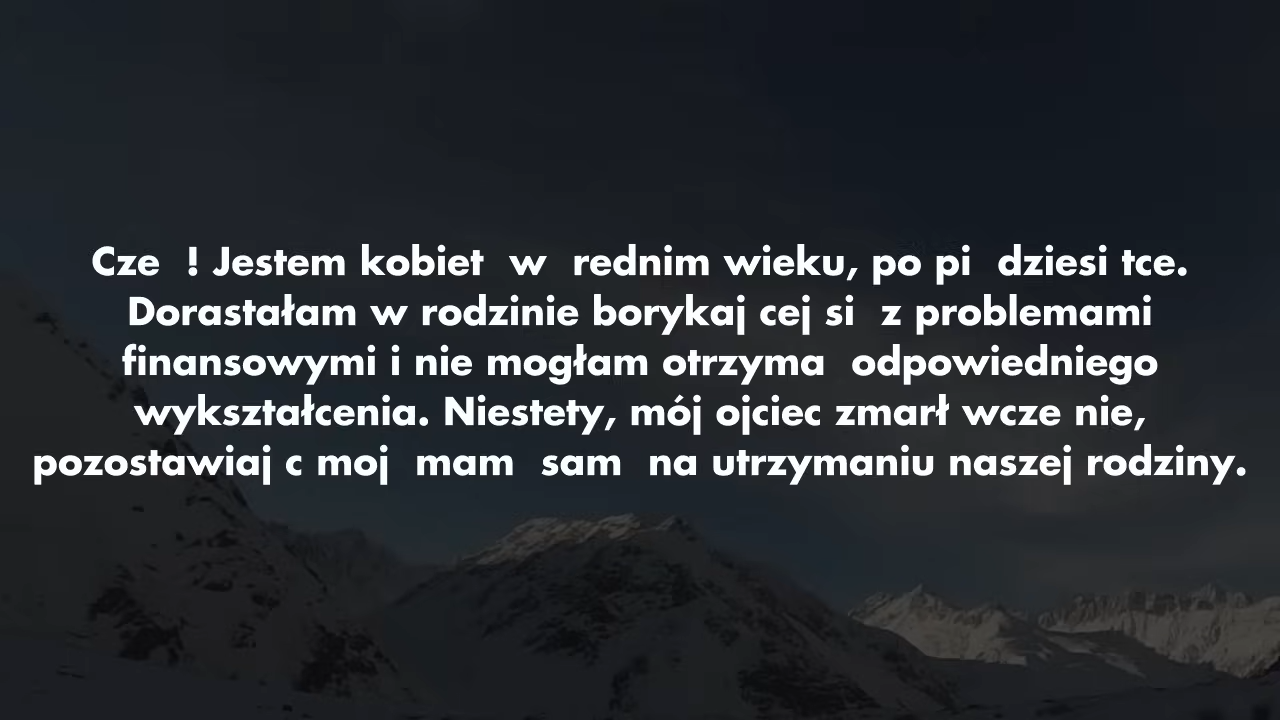 Cze  ! Jestem kobiet  w  rednim wieku, po pi  dziesi tce.
Dorastałam w rodzinie borykaj cej si  z problemami
finansowymi i nie mogłam otrzyma  odpowiedniego
wykształcenia. Niestety, mój ojciec zmarł wcze nie,
pozostawiaj c moj  mam  sam  na utrzymaniu naszej rodziny.